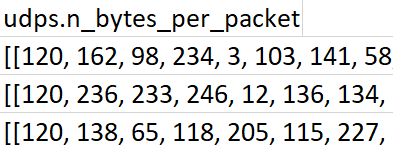 udps.n_bytes_per_packet
[[120, 162, 98, 234, 3, 103, 141, 58,
[[120, 236, 233, 246, 12, 136, 134,
[[120, 138, 65, 118, 205, 115, 227,